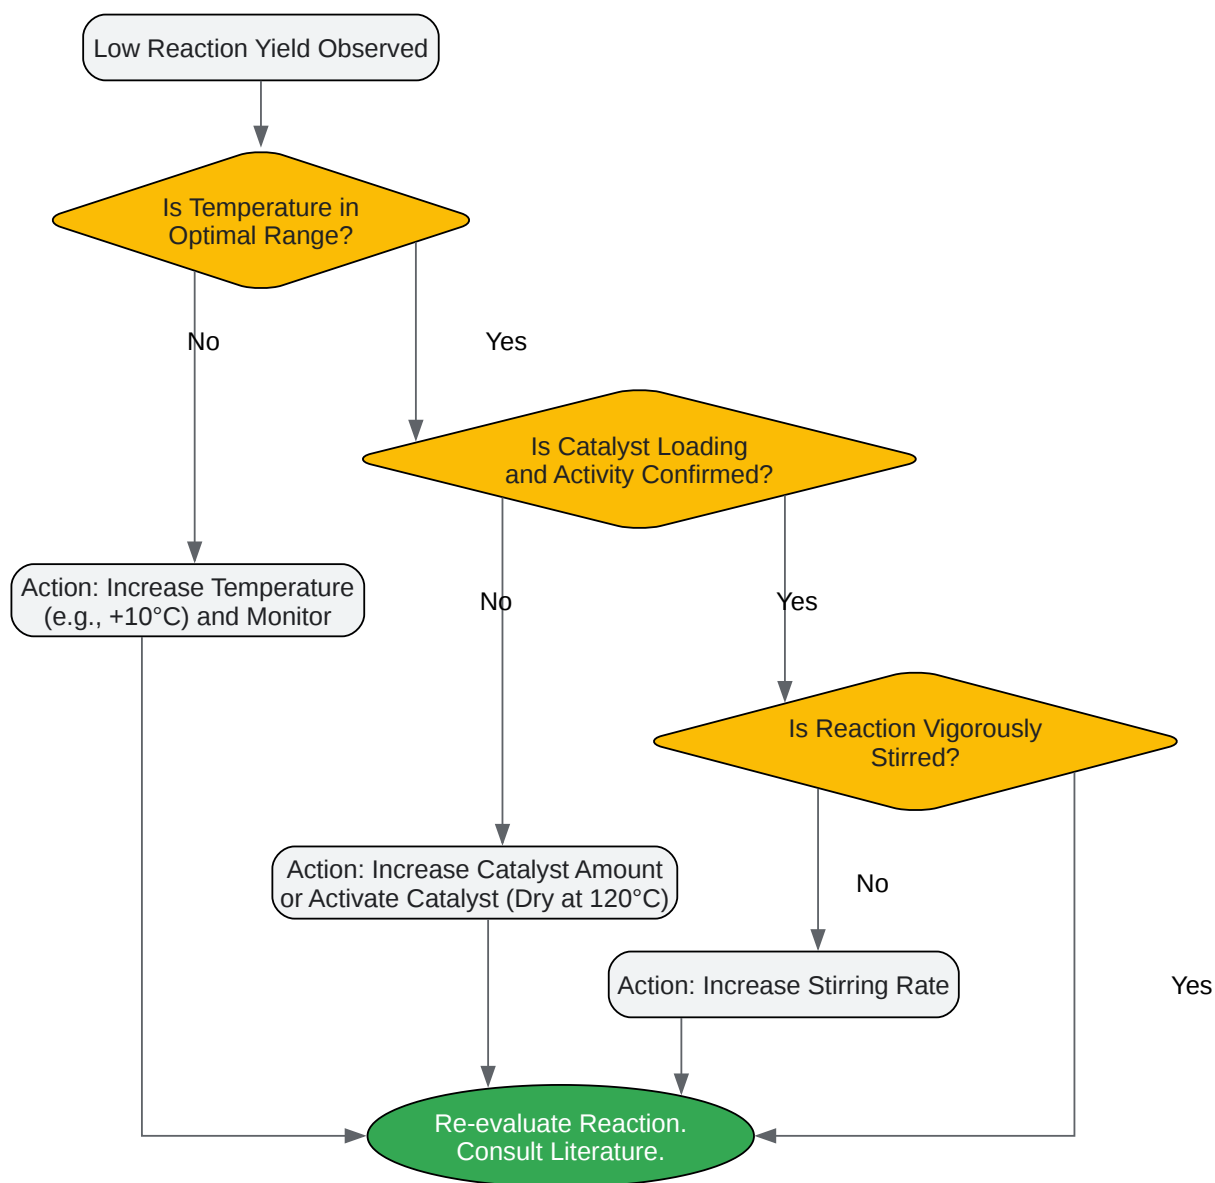 Low Reaction Yield Observed
Is Temperature in
Optimal Range?
No
Yes
Is Catalyst Loading
and Activity Confirmed?
Action: Increase Temperature
(e.g., +10°C) and Monitor
No
Yes
Is Reaction Vigorously
Stirred?
Action: Increase Catalyst Amount
or Activate Catalyst (Dry at 120°C)
No
Action: Increase Stirring Rate
Yes
Re-evaluate Reaction.
Consult Literature.